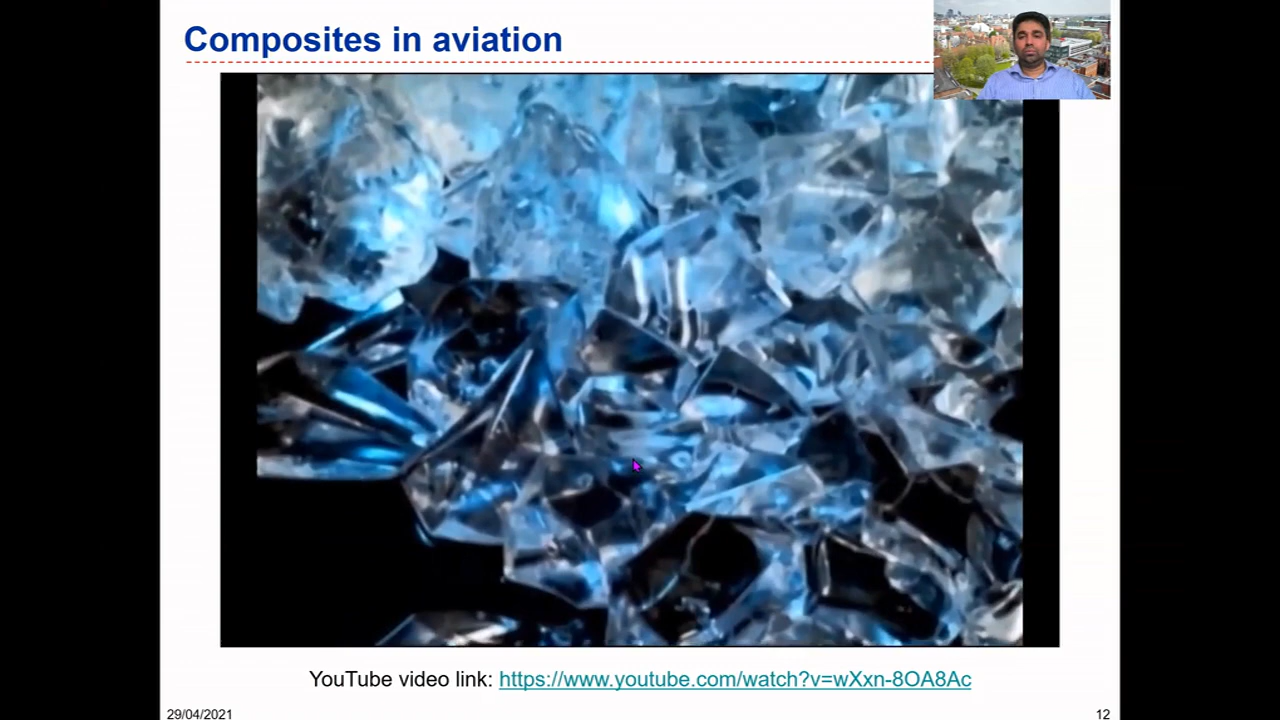 Composites in aviation
YouTube video link: https://www.youtube.com/watch?v=wXxn-8OA8Ac
29/04/2021
12